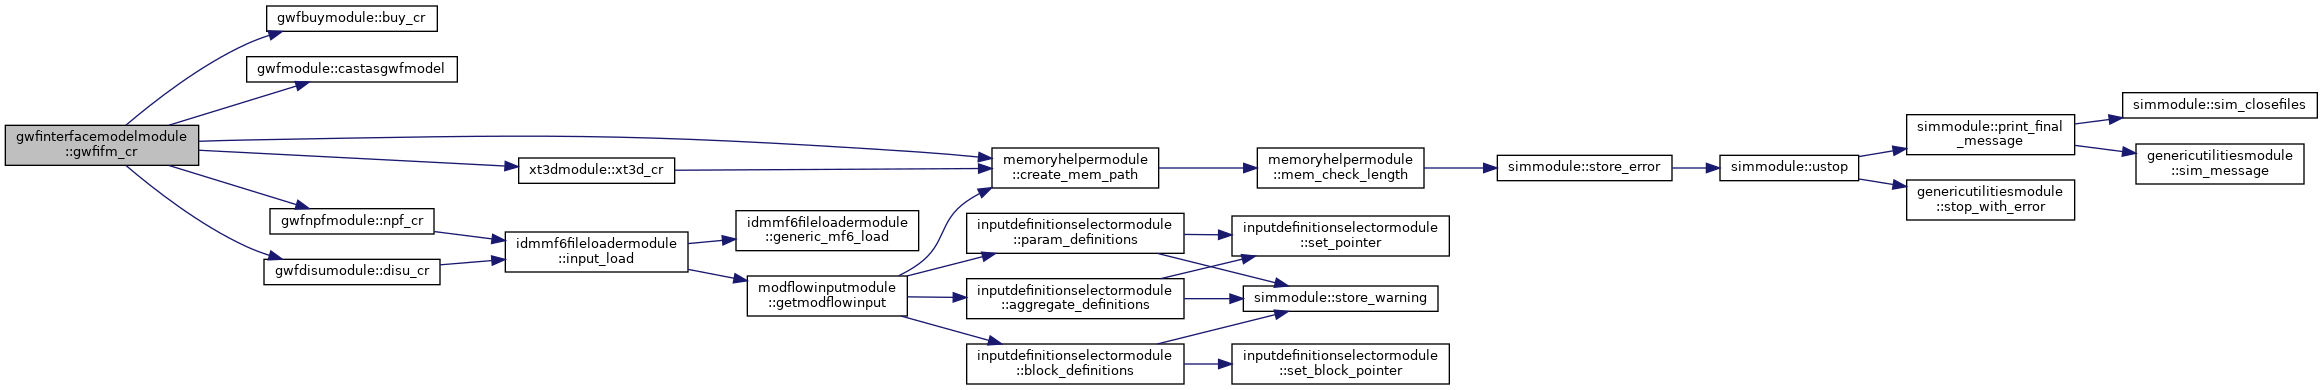 gwfinterfacemodelmodule
::gwfifm_cr
gwfbuymodule::buy_cr
gwfmodule::castasgwfmodel
xt3dmodule::xt3d_cr
gwfnpfmodule::npf_cr
gwfdisumodule::disu_cr
idmmf6fileloadermodule
::input_load
idmmf6fileloadermodule
::generic_mf6_load
modflowinputmodule
::getmodflowinput
memoryhelpermodule
::create_mem_path
inputdefinitionselectormodule
::param_definitions
inputdefinitionselectormodule
::aggregate_definitions
inputdefinitionselectormodule
::block_definitions
memoryhelpermodule
::mem_check_length
inputdefinitionselectormodule
::set_pointer
simmodule::store_warning
inputdefinitionselectormodule
::set_block_pointer
simmodule::store_error
simmodule::ustop
simmodule::print_final
_message
genericutilitiesmodule
::stop_with_error
simmodule::sim_closefiles
genericutilitiesmodule
::sim_message